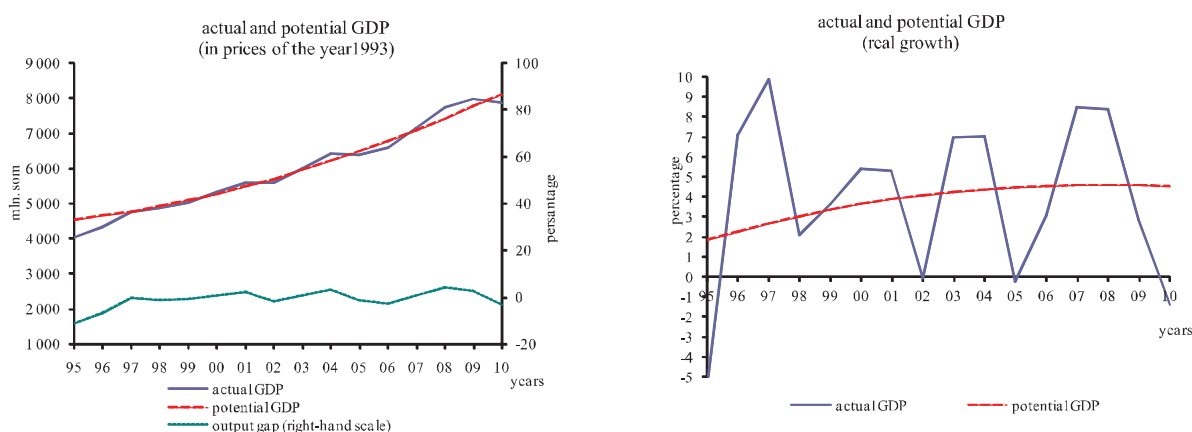 actual and potential GDP
(in prices of the year1993)
9 000
8 000
7 000
6 000
5 000
4 000
3 000
2 000
1 000
mln. som
100
80
60
40
20
0
-20
persantage
95 96 97 98 99 00 01 02 03 04 05 06 07 08 09 10
years
actual GDP
potential GDP
output gap (right-hand scale)
actual and potential GDP
(real growth)
10
9
8
7
6
5
4
3
2
1
0
-1
-2
-3
-4
-5
percentage
95 96 97 98 99 00 01 02 03 04 05 06 07 08 09 10
years
actual GDP potential GDP